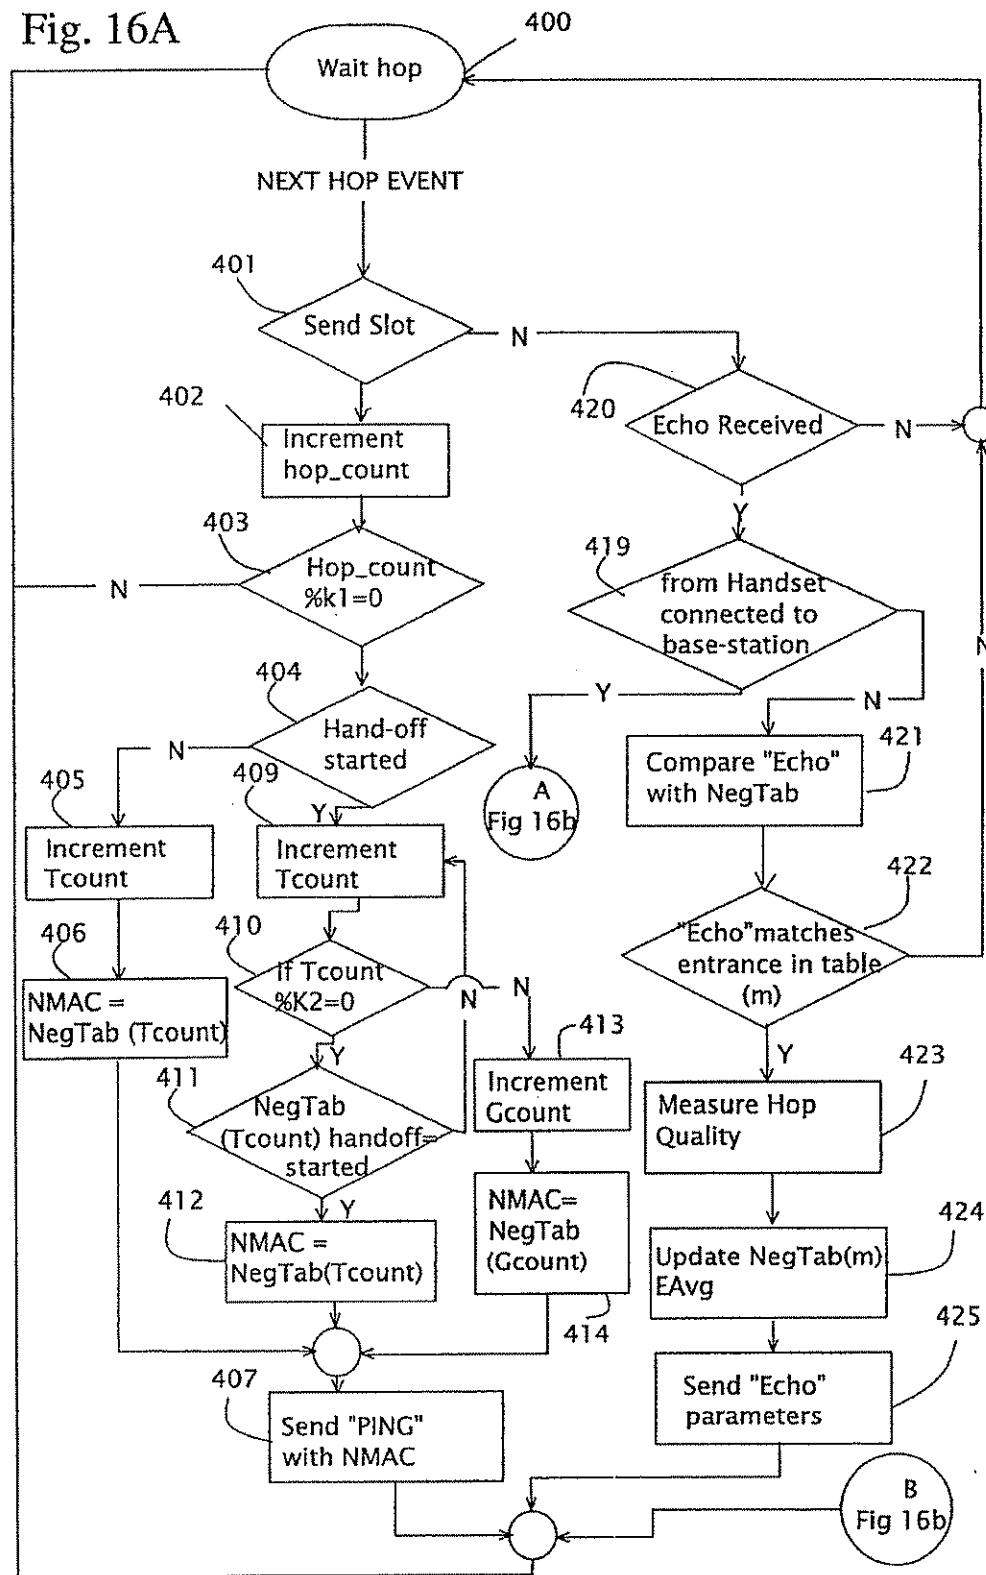 Fig. 16A
400
Wait hop
NEXT HOP EVENT
401
Send Slot
N
402
Increment
hop_count
420
Echo Received
N
Y
403
Hop_count
%k1=0
N
419
from Handset
connected to
base-station
Y
N
404
Hand-off
started
N
Y
A
Fig 16b
421
Compare "Echo"
with NegTab
405
Increment
Tcount
409
Increment
Tcount
422
"Echo"matches
entrance in table
(m)
N
Y
406
NMAC =
NegTab (Tcount)
410
If Tcount
%K2=0
N
Y
413
Increment
Gcount
411
NegTab
(Tcount) handoff=
started
N
Y
423
Measure Hop
Quality
412
NMAC =
NegTab(Tcount)
NMAC=
NegTab
(Gcount)
414
424
Update NegTab(m)
EAvg
425
Send "Echo"
parameters
407
Send "PING"
with NMAC
B
Fig 16b